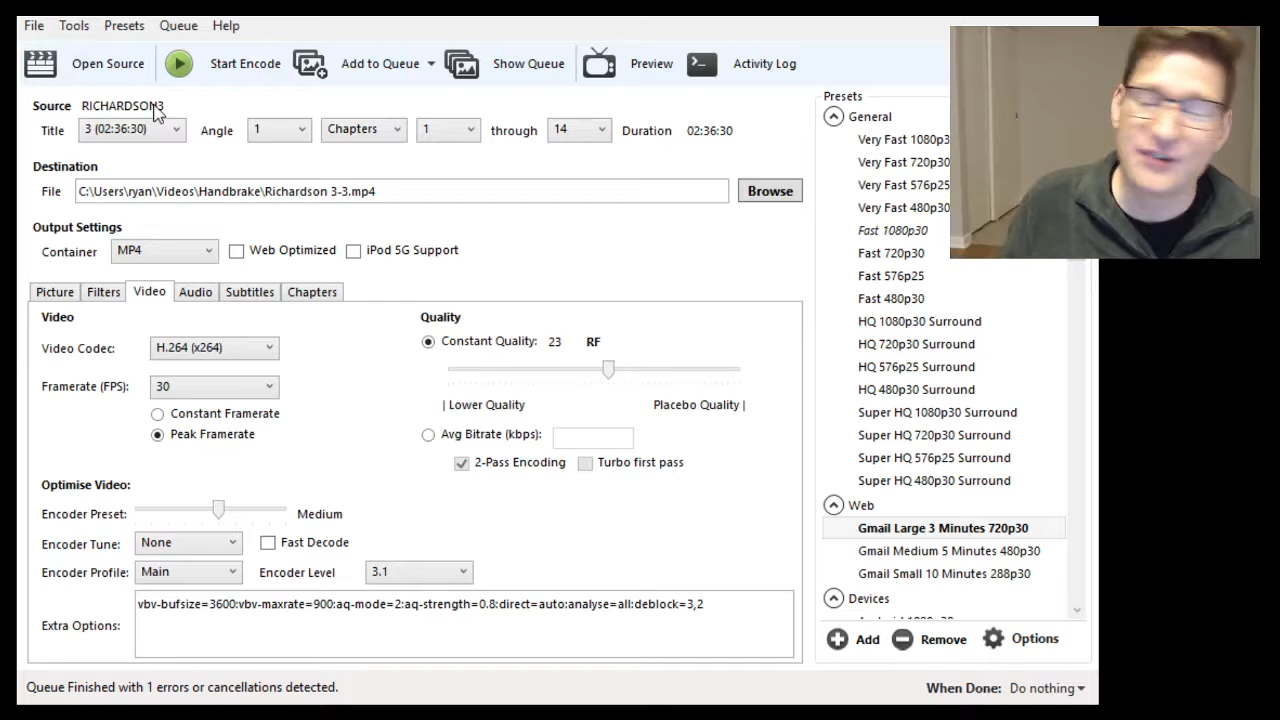 File Tools Presets Queue Help
Open Source Start Encode Add to Queue Show Queue Preview Activity Log
Source RICHARDSON3
Title 3 (02:36:30) Angle 1 Chapters 1 through 14 Duration 02:36:30
Destination
File C:\Users\ryan\Videos\Handbrake\Richardson 3-3.mp4 Browse
Output Settings
Container MP4 Web Optimized iPod 5G Support
Picture Filters Video Audio Subtitles Chapters
Video
Video Codec: H.264 (x264)
Framerate (FPS) 30
Constant Framerate
Peak Framerate
Quality
Constant Quality: 23 RF
| Lower Quality Placebo Quality |
Avg Bitrate (kbps):
2-Pass Encoding Turbo first pass
Optimise Video:
Encoder Preset: Medium
Encoder Tune: None Fast Decode
Encoder Profile: Main Encoder Level 3.1
Extra Options: vbv-bufsize=3600:vbv-maxrate=900:aq-mode=2:aq-strength=0.8:direct=auto:analyse=all:deblock=3,2
Presets
General
Very Fast 1080p3
Very Fast 720p30
Very Fast 576p25
Very Fast 480p30
Fast 1080p30
Fast 720p30
Fast 576p25
Fast 480p30
HQ 1080p30 Surround
HQ 720p30 Surround
HQ 576p25 Surround
HQ 480p30 Surround
Super HQ 1080p30 Surround
Super HQ 720p30 Surround
Super HQ 576p25 Surround
Super HQ 480p30 Surround
Web
Gmail Large 3 Minutes 720p30
Gmail Medium 5 Minutes 480p30
Gmail Small 10 Minutes 288p30
Devices
Add Remove Options
Queue Finished with 1 errors or cancellations detected.
When Done: Do nothing